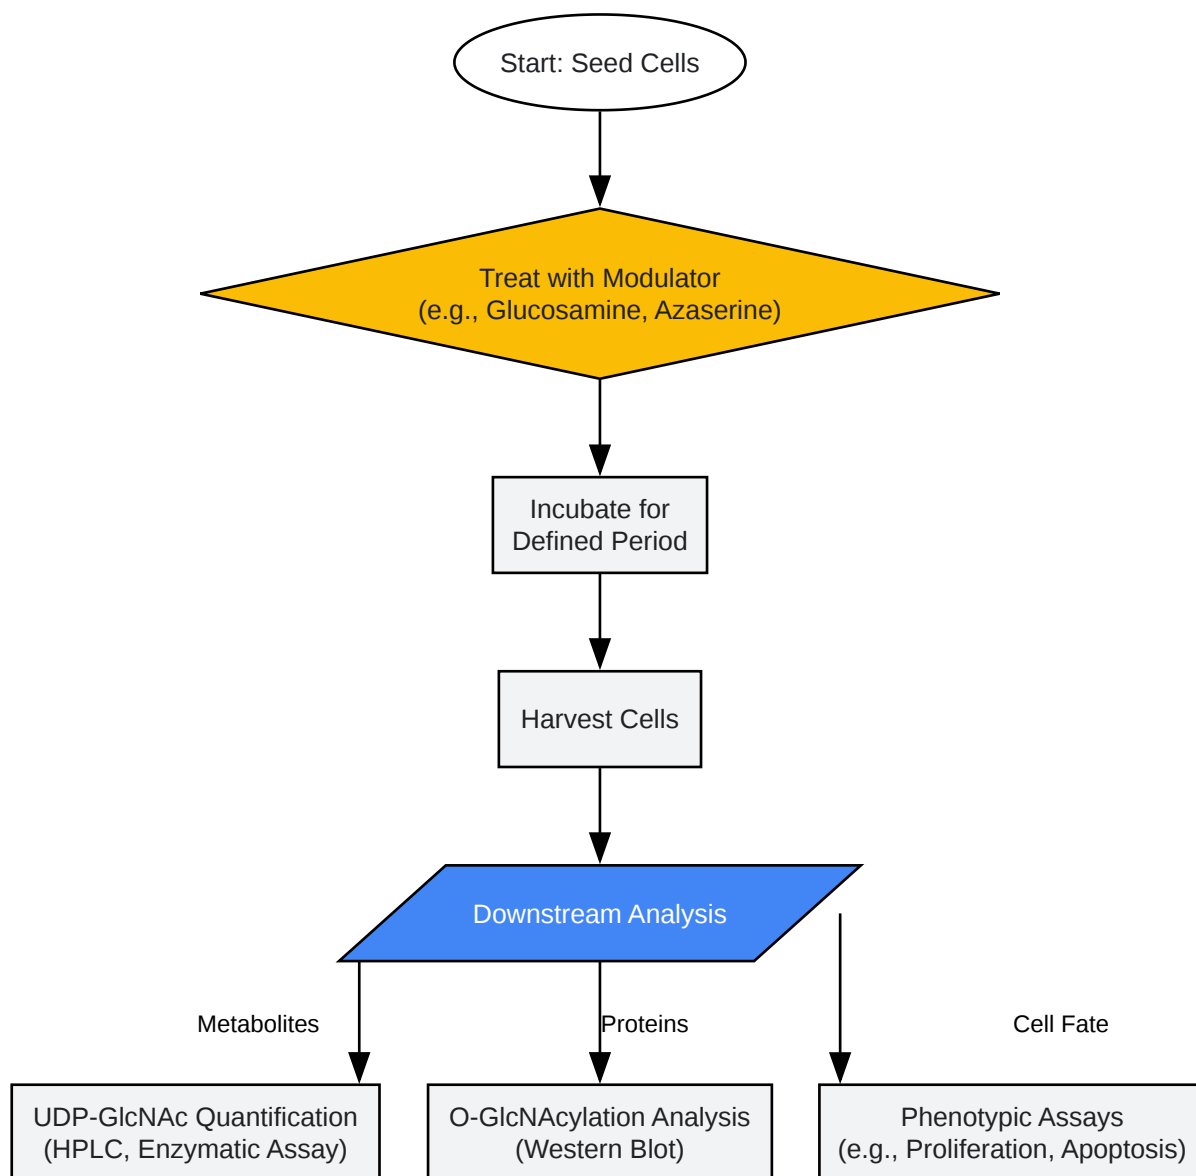 Start: Seed Cells
Treat with Modulator
(e.g., Glucosamine, Azaserine)
Incubate for
Defined Period
Harvest Cells
Downstream Analysis
Metabolites
Proteins
Cell Fate
UDP-GlcNAc Quantification
(HPLC, Enzymatic Assay)
O-GlcNAcylation Analysis
(Western Blot)
Phenotypic Assays
(e.g., Proliferation, Apoptosis)